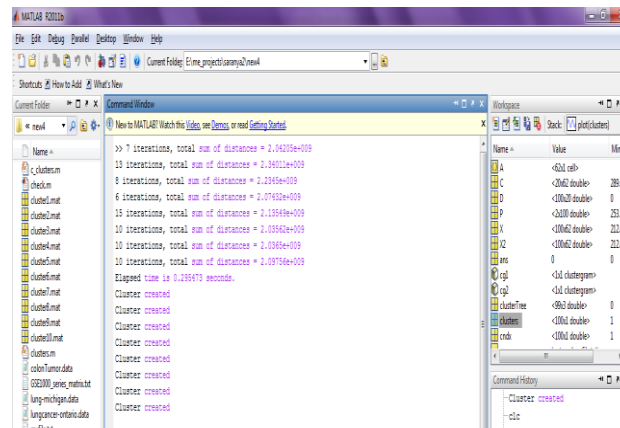 MATLAB R2011b
File Edit Debug Parallel Desktop Window Help
Current Folder: E:\me_projects\saranya2\new4
Shortcuts How to Add What's New
Current Folder
« new4
Name
c_clusters.m
check.m
cluster1.mat
cluster2.mat
cluster3.mat
cluster4.mat
cluster5.mat
cluster6.mat
cluster7.mat
cluster8.mat
cluster9.mat
cluster10.mat
clusters.m
colonTumor.data
GSE1000_series_matrix.txt
lung-michigan.data
lungcancer-ontario.data
Command Window
New to MATLAB? Watch this Video, see Demos, or read Getting Started.
>> 7 iterations, total sum of distances = 2.04205e+009
13 iterations, total sum of distances = 2.34011e+009
8 iterations, total sum of distances = 2.2345e+009
6 iterations, total sum of distances = 2.07432e+009
15 iterations, total sum of distances = 2.13549e+009
10 iterations, total sum of distances = 2.03562e+009
10 iterations, total sum of distances = 2.0365e+009
10 iterations, total sum of distances = 2.09756e+009
Elapsed time is 0.295473 seconds.
Cluster created
Cluster created
Cluster created
Cluster created
Cluster created
Cluster created
Cluster created
Cluster created
Workspace
Stack: plot(clusters)
Name Value Min
A <62x1 cell>
C <20x62 double> 289.
D <100x20 double> 0
P <2x100 double> 253.
X <100x62 double> 212.
X2 <100x62 double> 212.
ans 0 0
cg1 <1x1 clustergram>
cg2 <1x1 clustergram>
clusterTree <99x3 double> 0
clusters <100x1 double> 1
cndx <100x1 double> 1
Command History
Cluster created
clc